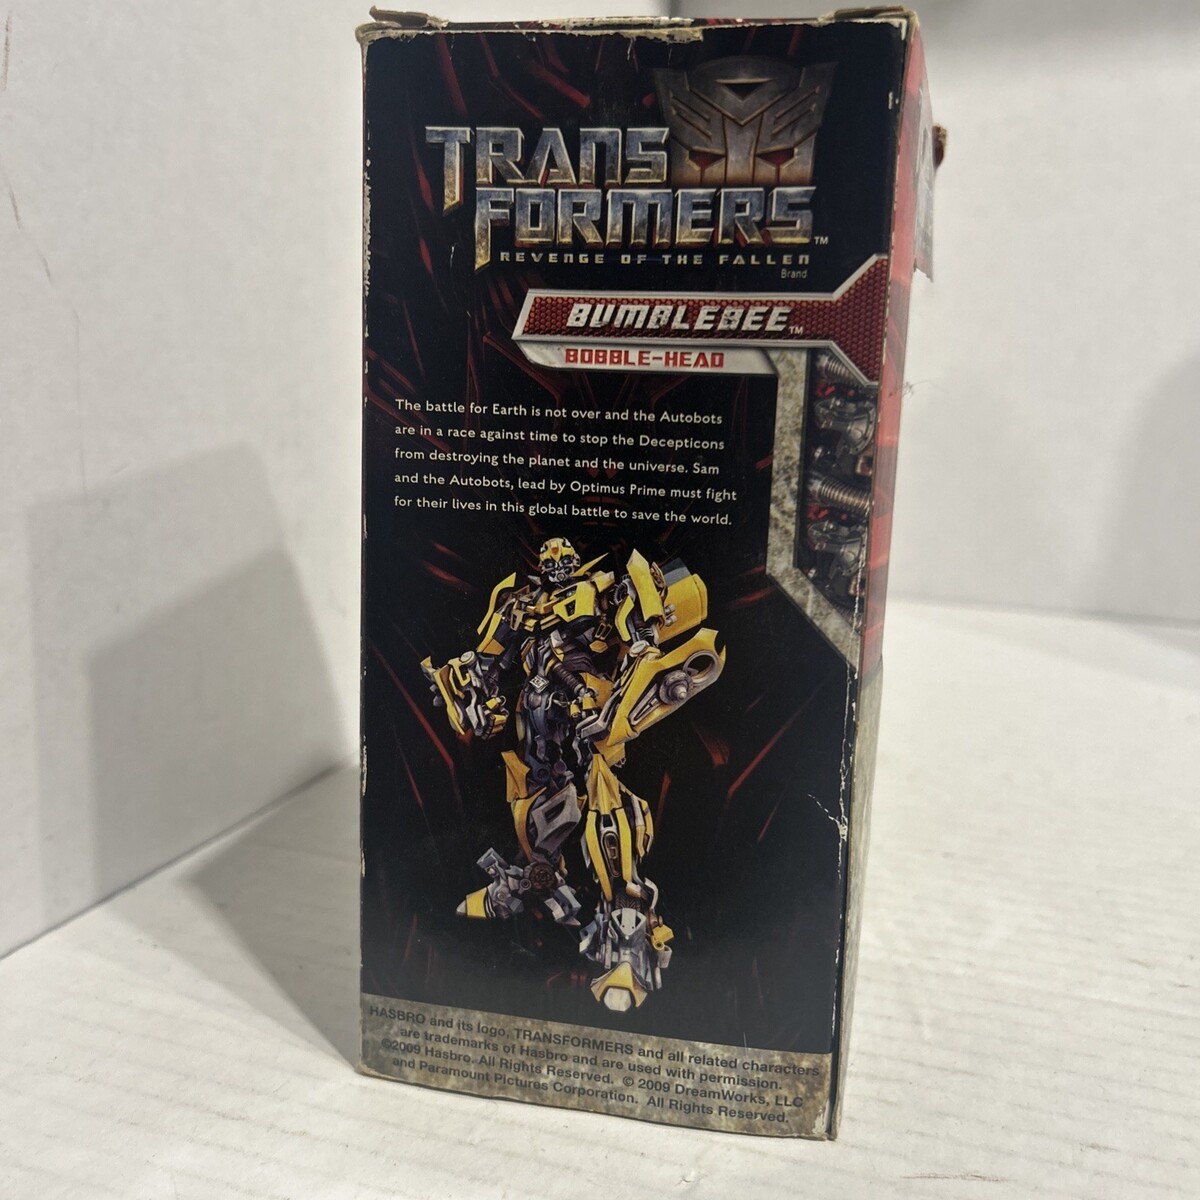 TRANS
FORMERS™
REVENGE OF THE FALLEN
Brand
BUMBLEBEE™
BOBBLE-HEAD
The battle for Earth is not over and the Autobots
are in a race against time to stop the Decepticons
from destroying the planet and the universe. Sam
and the Autobots, lead by Optimus Prime must fight
for their lives in this global battle to save the world.
HASBRO and its logo, TRANSFORMERS and all related characters
are trademarks of Hasbro and are used with permission.
©2009 Hasbro. All Rights Reserved. © 2009 DreamWorks, LLC
and Paramount Pictures Corporation. All Rights Reserved.